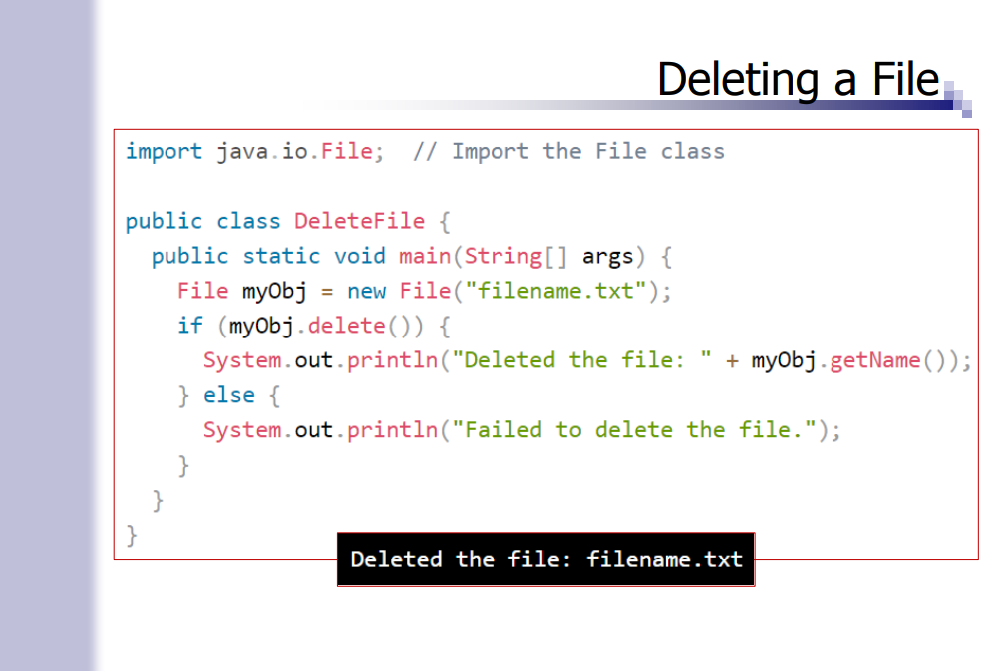 Deleting a File
import java.io.File;  // Import the File class
public class DeleteFile {
  public static void main(String[] args) {
    File myObj = new File("filename.txt");
    if (myObj.delete()) {
      System.out.println("Deleted the file: " + myObj.getName());
    } else {
      System.out.println("Failed to delete the file.");
    }
  }
}
Deleted the file: filename.txt